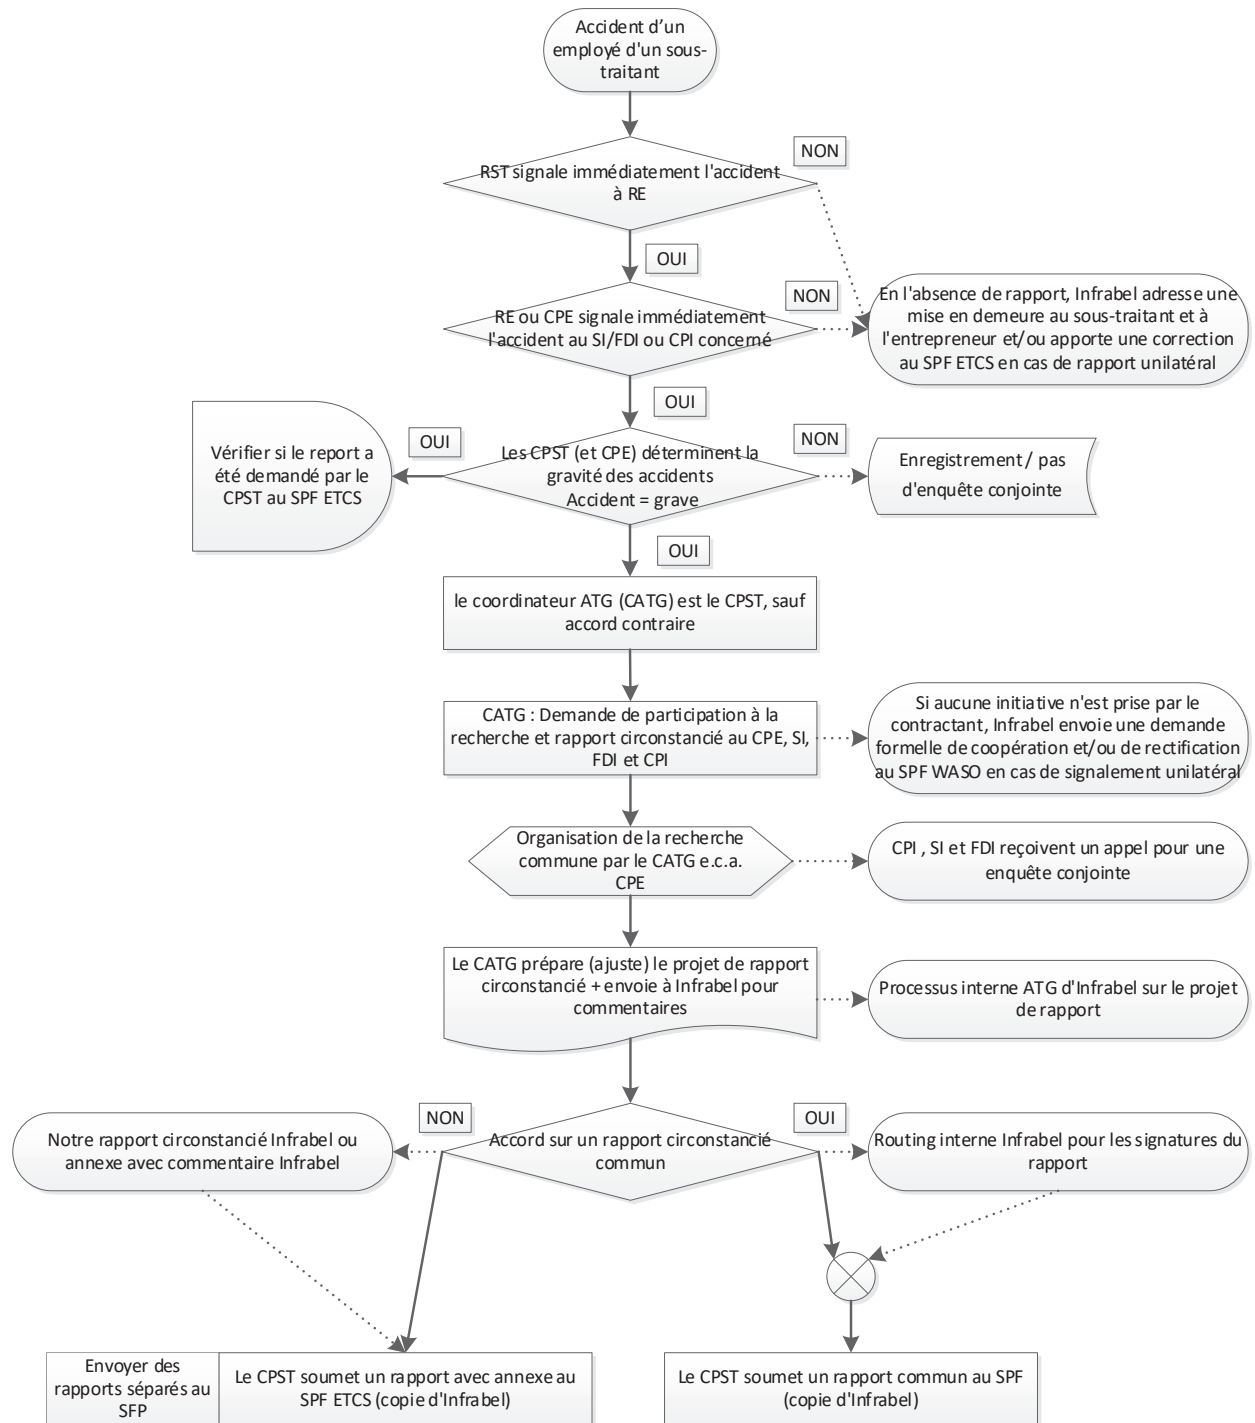 Accident d’un
employé d'un sous-
traitant
NON
RST signale immédiatement l'accident
à RE
OUI
NON
En l'absence de rapport, Infrabel adresse une
mise en demeure au sous-traitant et à
l'entrepreneur et/ou apporte une correction
au SPF ETCS en cas de rapport unilatéral
RE ou CPE signale immédiatement
l'accident au SI/FDI ou CPI concerné
OUI
OUI
NON
Vérifier si le report a
été demandé par le
CPST au SPF ETCS
Les CPST (et CPE) déterminent la
gravité des accidents
Accident = grave
Enregistrement / pas
d'enquête conjointe
OUI
le coordinateur ATG (CATG) est le CPST, sauf
accord contraire
CATG : Demande de participation à la
recherche et rapport circonstancié au CPE, SI,
FDI et CPI
Si aucune initiative n'est prise par le
contractant, Infrabel envoie une demande
formelle de coopération et/ou de rectification
au SPF WASO en cas de signalement unilatéral
Organisation de la recherche
commune par le CATG e.c.a.
CPE
CPI , SI et FDI reçoivent un appel pour une
enquête conjointe
Le CATG prépare (ajuste) le projet de rapport
circonstancié + envoie à Infrabel pour
commentaires
Processus interne ATG d'Infrabel sur le projet
de rapport
NON
OUI
Notre rapport circonstancié Infrabel ou
annexe avec commentaire Infrabel
Accord sur un rapport circonstancié
commun
Routing interne Infrabel pour les signatures du
rapport
Envoyer des
rapports séparés au
SFP
Le CPST soumet un rapport avec annexe au
SPF ETCS (copie d'Infrabel)
Le CPST soumet un rapport commun au SPF
(copie d'Infrabel)